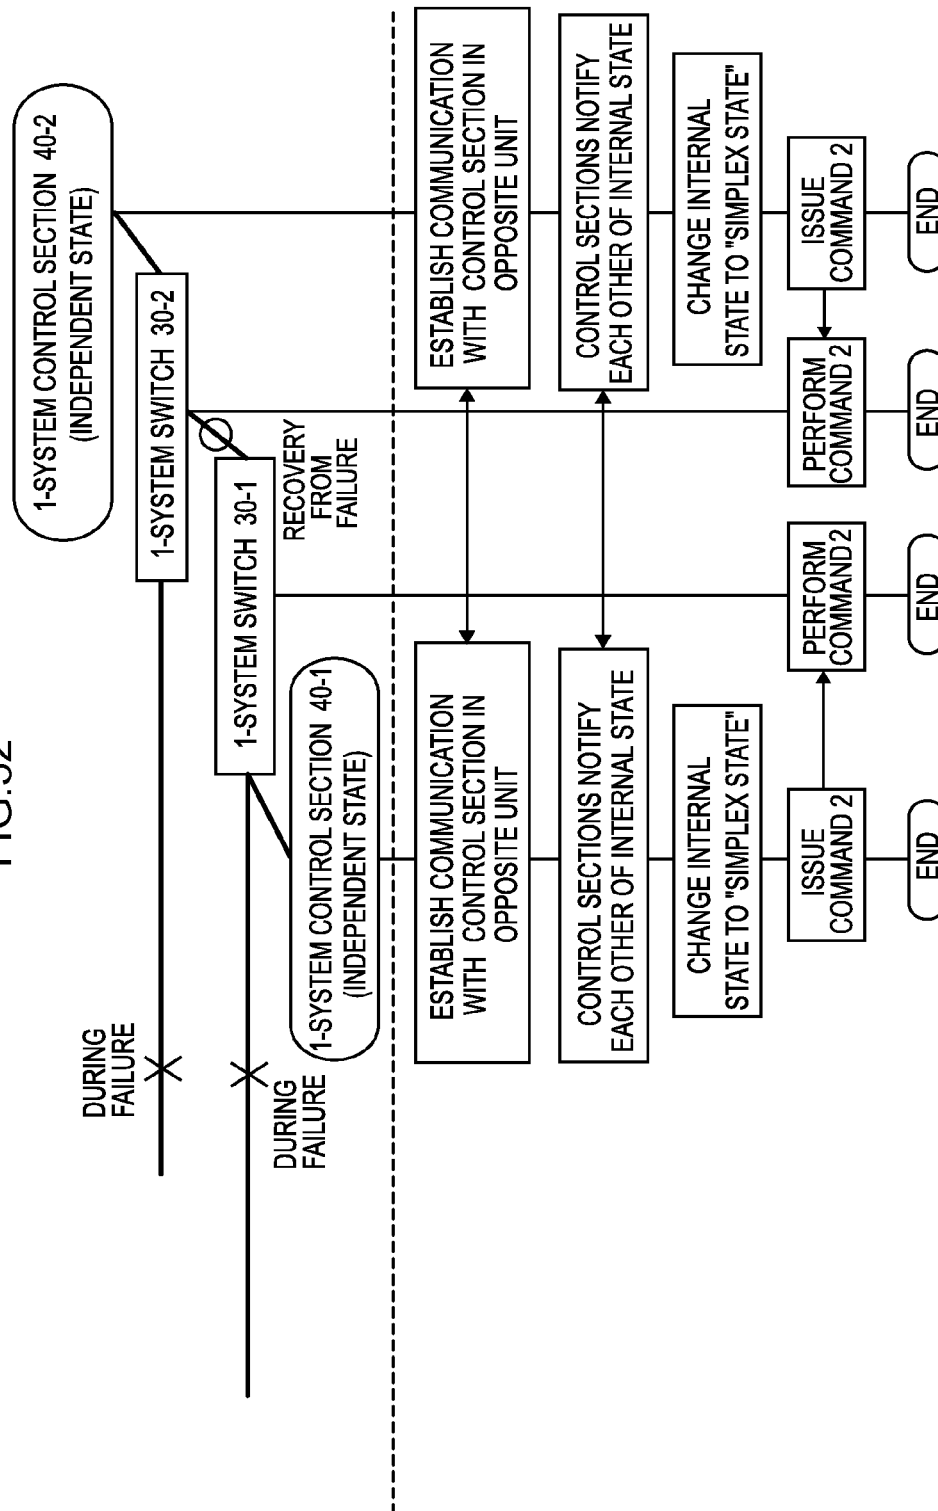 FIG.32
1-SYSTEM CONTROL SECTION 40-2
(INDEPENDENT STATE)
1-SYSTEM SWITCH 30-2
DURING
FAILURE
1-SYSTEM SWITCH 30-1
RECOVERY
FROM
FAILURE
DURING
FAILURE
1-SYSTEM CONTROL SECTION 40-1
(INDEPENDENT STATE)
ESTABLISH COMMUNICATION
WITH CONTROL SECTION IN
OPPOSITE UNIT
ESTABLISH COMMUNICATION
WITH CONTROL SECTION IN
OPPOSITE UNIT
CONTROL SECTIONS NOTIFY
EACH OTHER OF INTERNAL STATE
CONTROL SECTIONS NOTIFY
EACH OTHER OF INTERNAL STATE
CHANGE INTERNAL
STATE TO "SIMPLEX STATE"
CHANGE INTERNAL
STATE TO "SIMPLEX STATE"
ISSUE
COMMAND 2
PERFORM
COMMAND 2
PERFORM
COMMAND 2
ISSUE
COMMAND 2
END
END
END
END